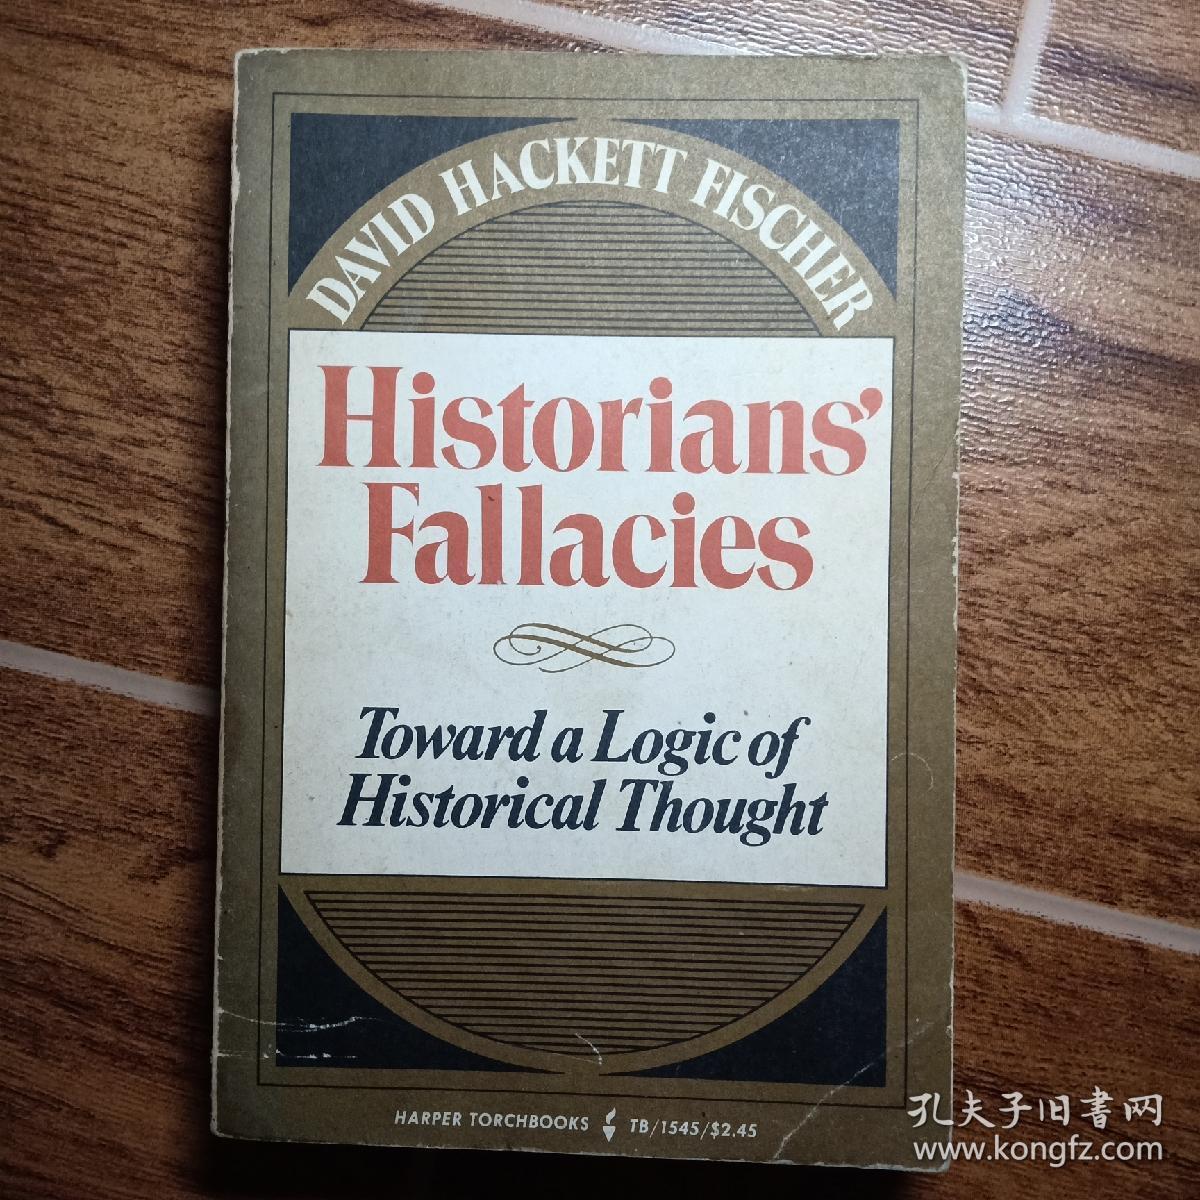 DAVID HACKETT FISCHER
Historians'
Fallacies
Toward a Logic of
Historical Thought
HARPER TORCHBOOKS TB/1545/$2.45
孔夫子旧書网
www.kongfz.com